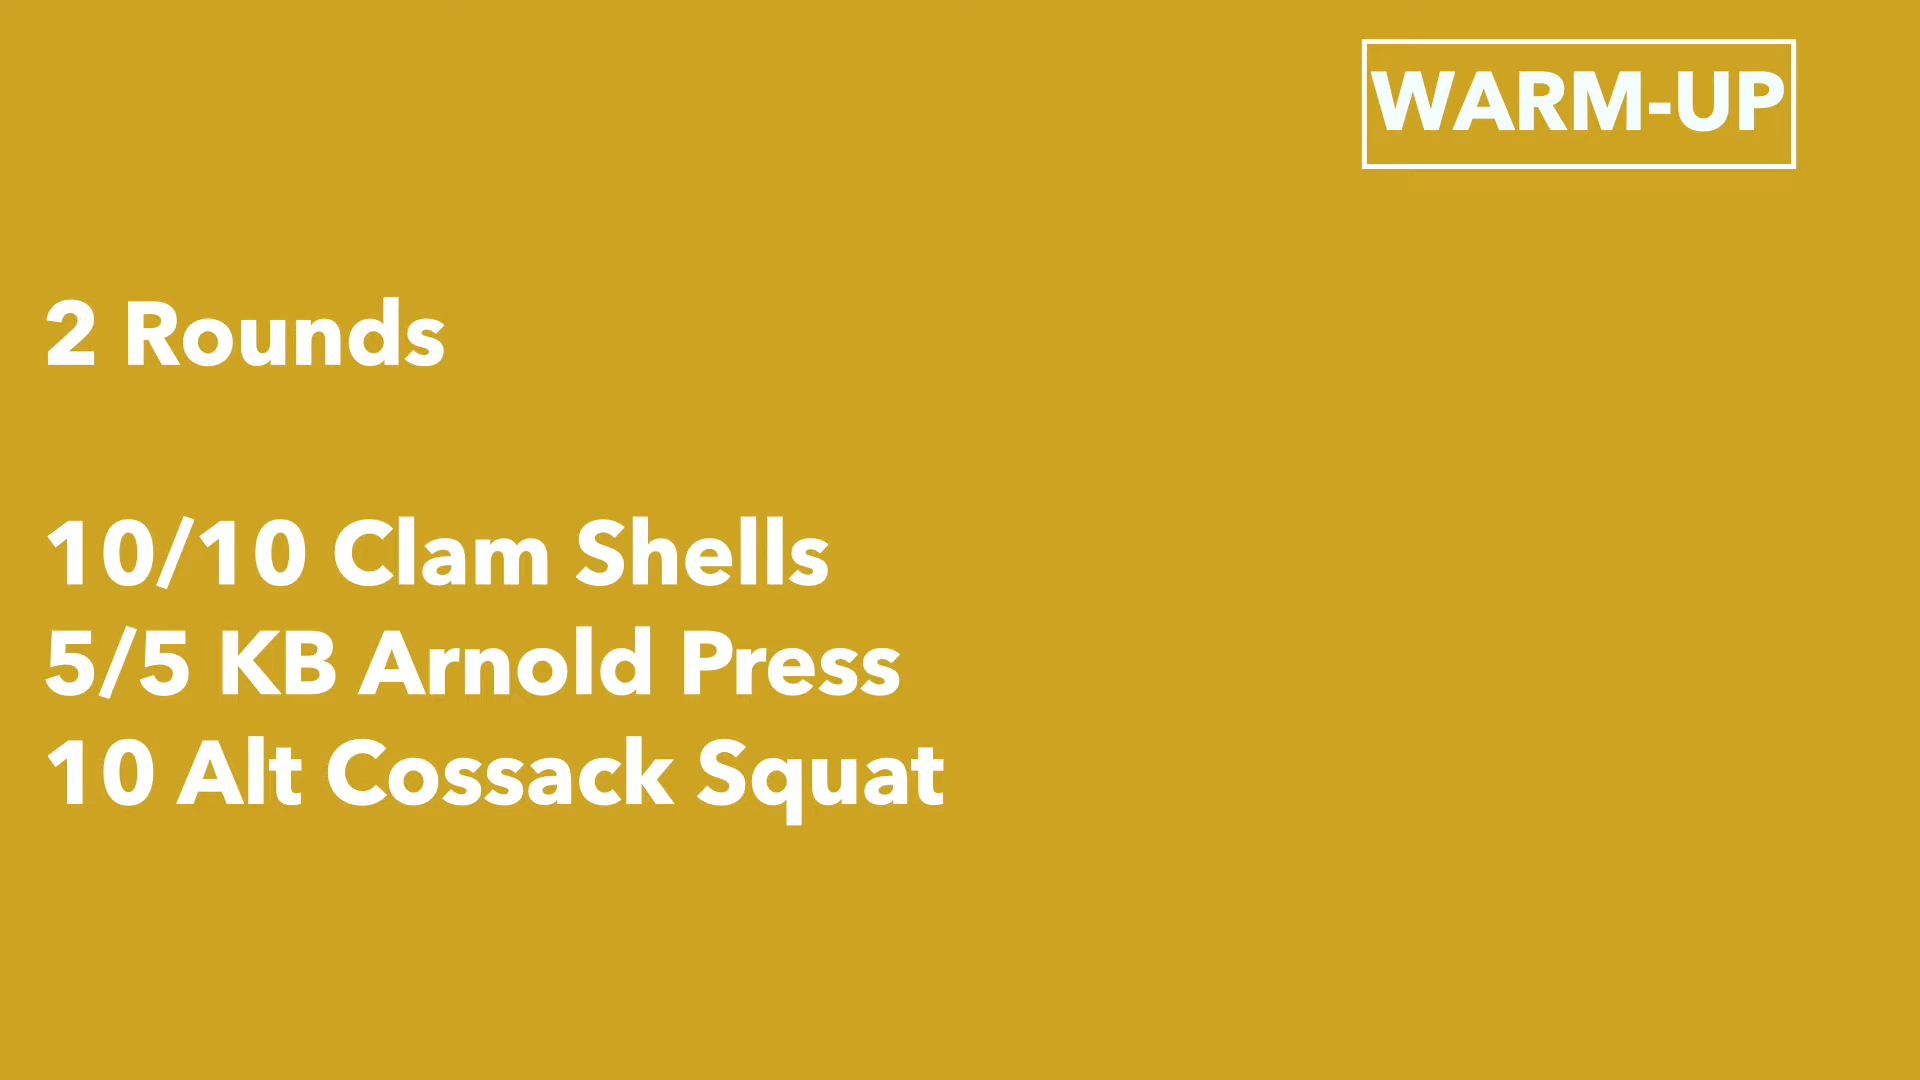 WARM-UP
2 Rounds
10/10 Clam Shells
5/5 KB Arnold Press
10 Alt Cossack Squat